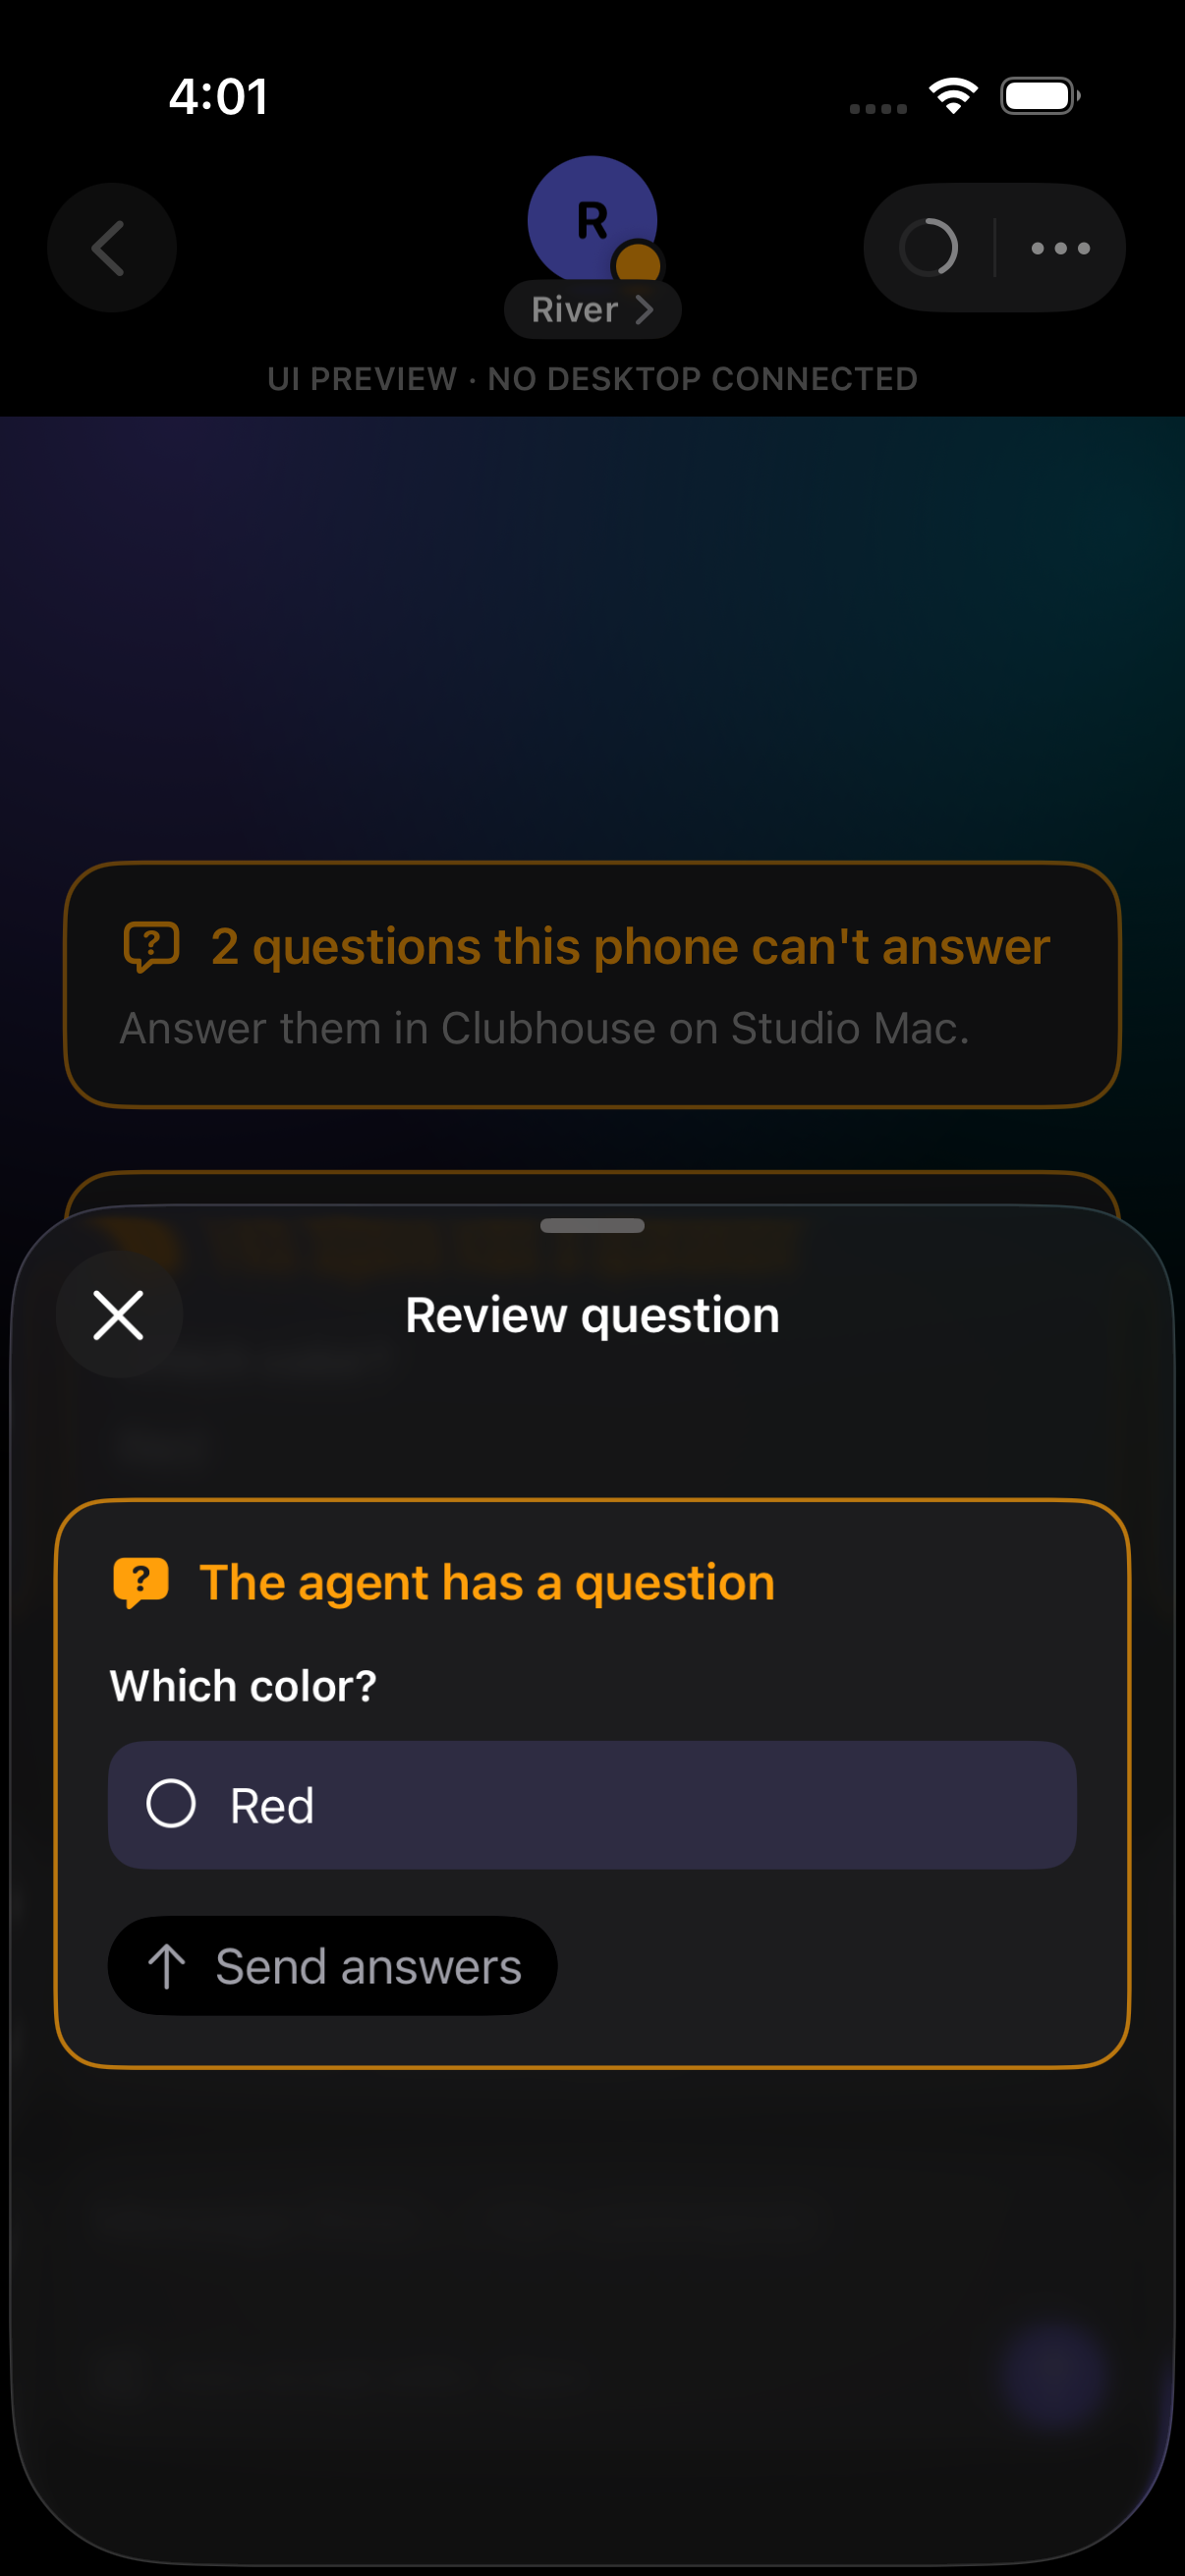 4:01
R
River
UI PREVIEW · NO DESKTOP CONNECTED
2 questions this phone can't answer
Answer them in Clubhouse on Studio Mac.
Review question
The agent has a question
Which color?
Red
Send answers